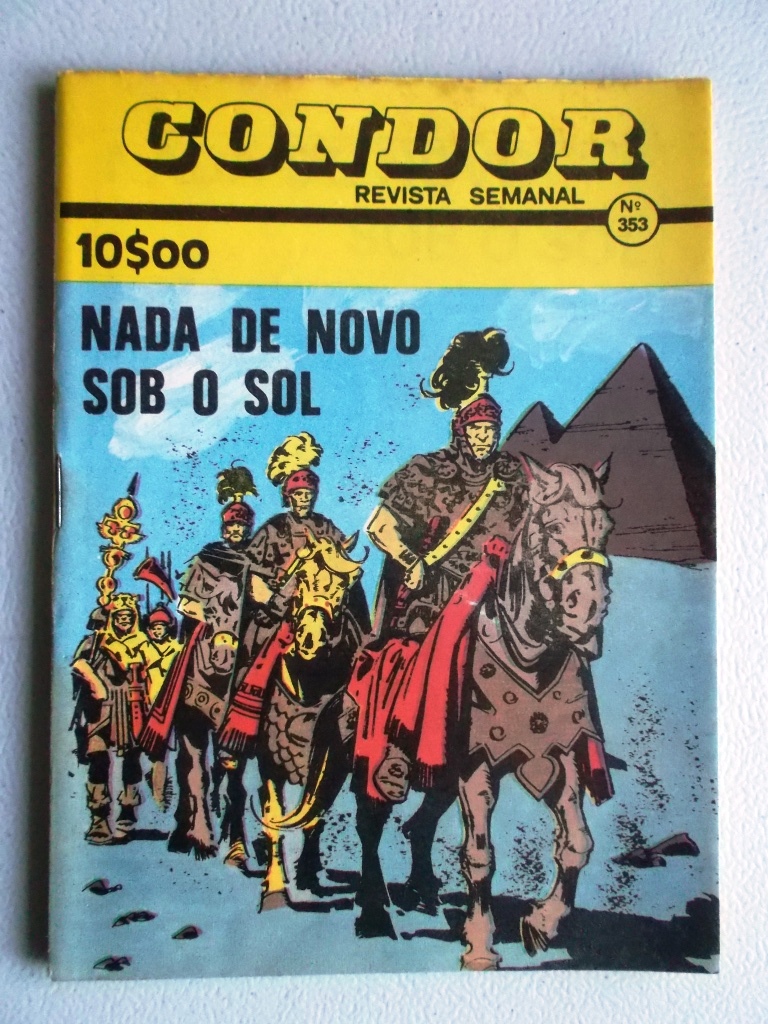 CONDOR
REVISTA SEMANAL
Nº
353
10$00
NADA DE NOVO
SOB O SOL